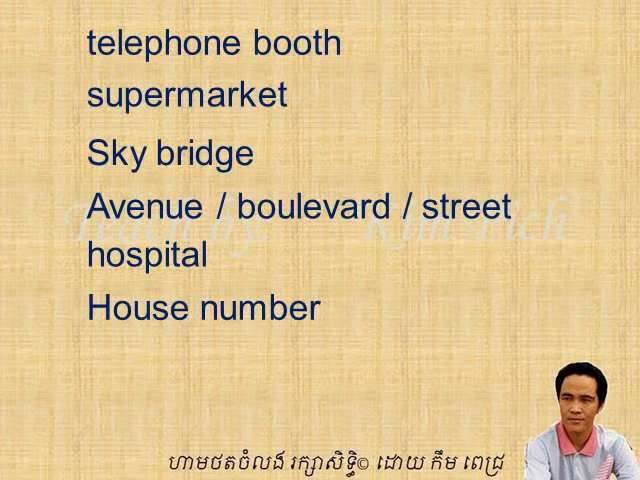 telephone booth
supermarket
Sky bridge
Avenue / boulevard / street
hospital
House number
ហាមថតចំលង រក្សាសិទ្ធិ© ដោយ កឹម ពេជ្រ